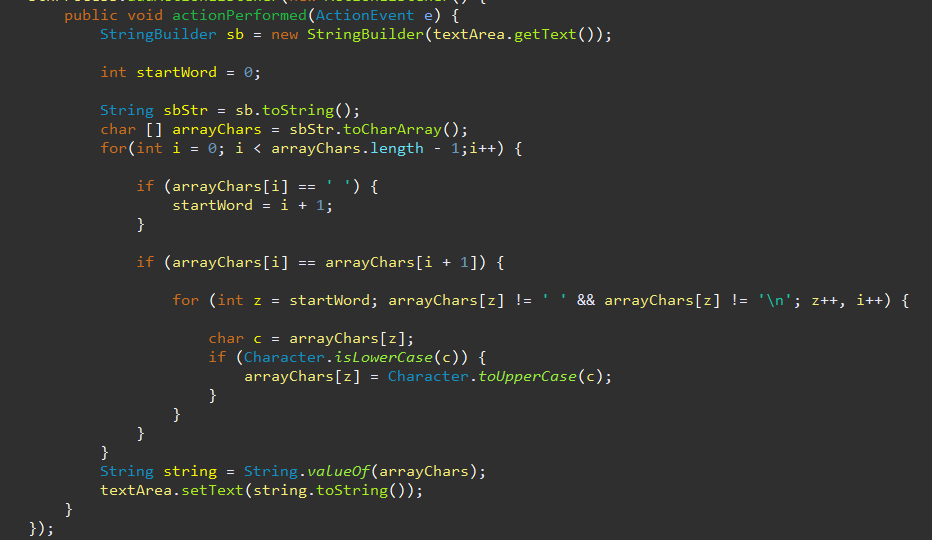 public void actionPerformed(ActionEvent e) {
StringBuilder sb = new StringBuilder(textArea.getText());
int startWord = 0;
String sbStr = sb.toString();
char [] arrayChars = sbStr.toCharArray();
for(int i = 0; i < arrayChars.length - 1;i++) {
if (arrayChars[i] == ' ') {
startWord = i + 1;
}
if (arrayChars[i] == arrayChars[i + 1]) {
for (int z = startWord; arrayChars[z] != ' ' && arrayChars[z] != '\n'; z++, i++) {
char c = arrayChars[z];
if (Character.isLowerCase(c)) {
arrayChars[z] = Character.toUpperCase(c);
}
}
}
}
String string = String.valueOf(arrayChars);
textArea.setText(string.toString());
}
});